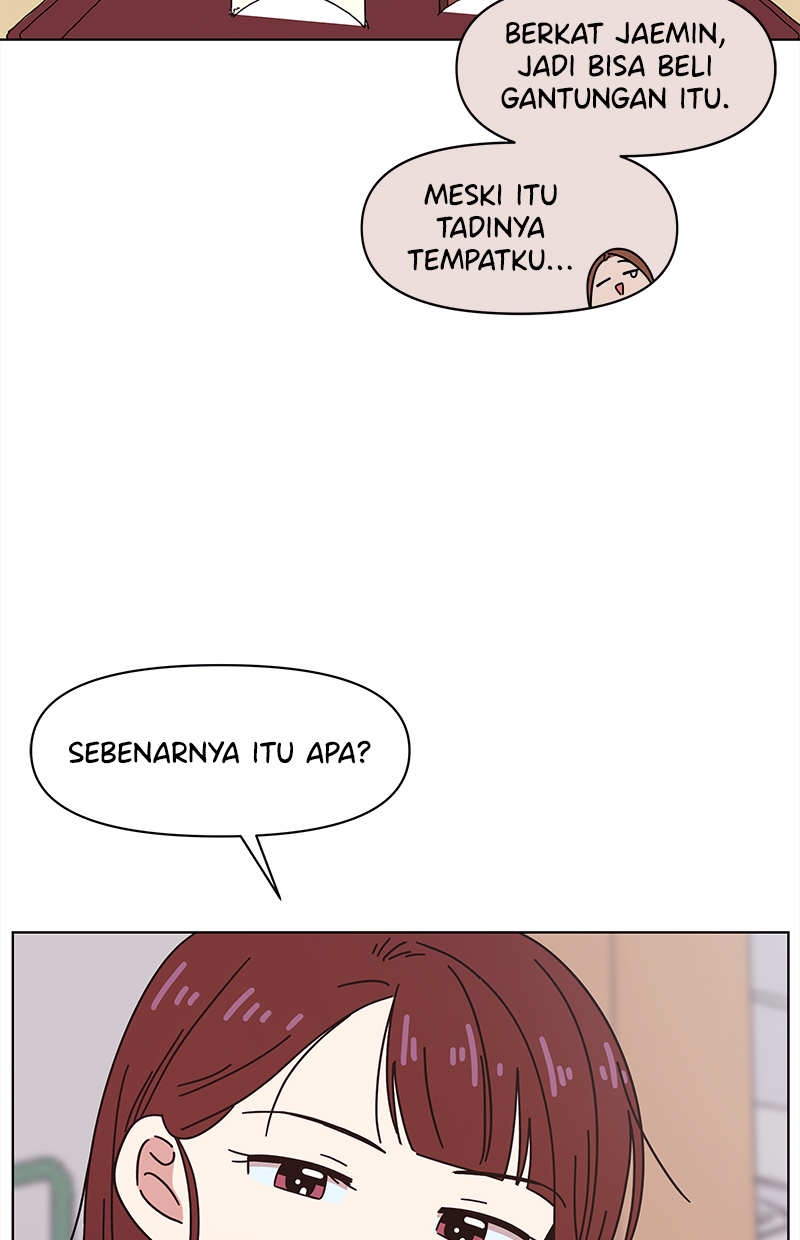 BERKAT JAEMIN,
JADI BISA BELI
GANTUNGAN ITU.
MESKI ITU
TADINYA
TEMPATKU...
SEBENARNYA ITU APA?